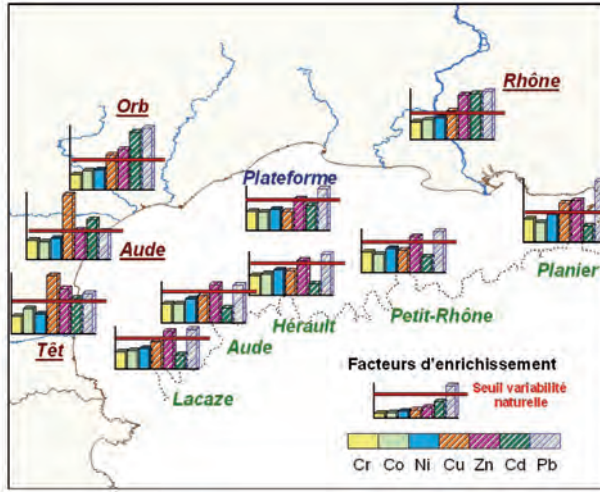 Orb
Rhône
Plateforme
Aude
Planier
Hérault
Petit-Rhône
Têt
Aude
Lacaze
Facteurs d'enrichissement
Seuil variabilité
naturelle
Cr Co Ni Cu Zn Cd Pb